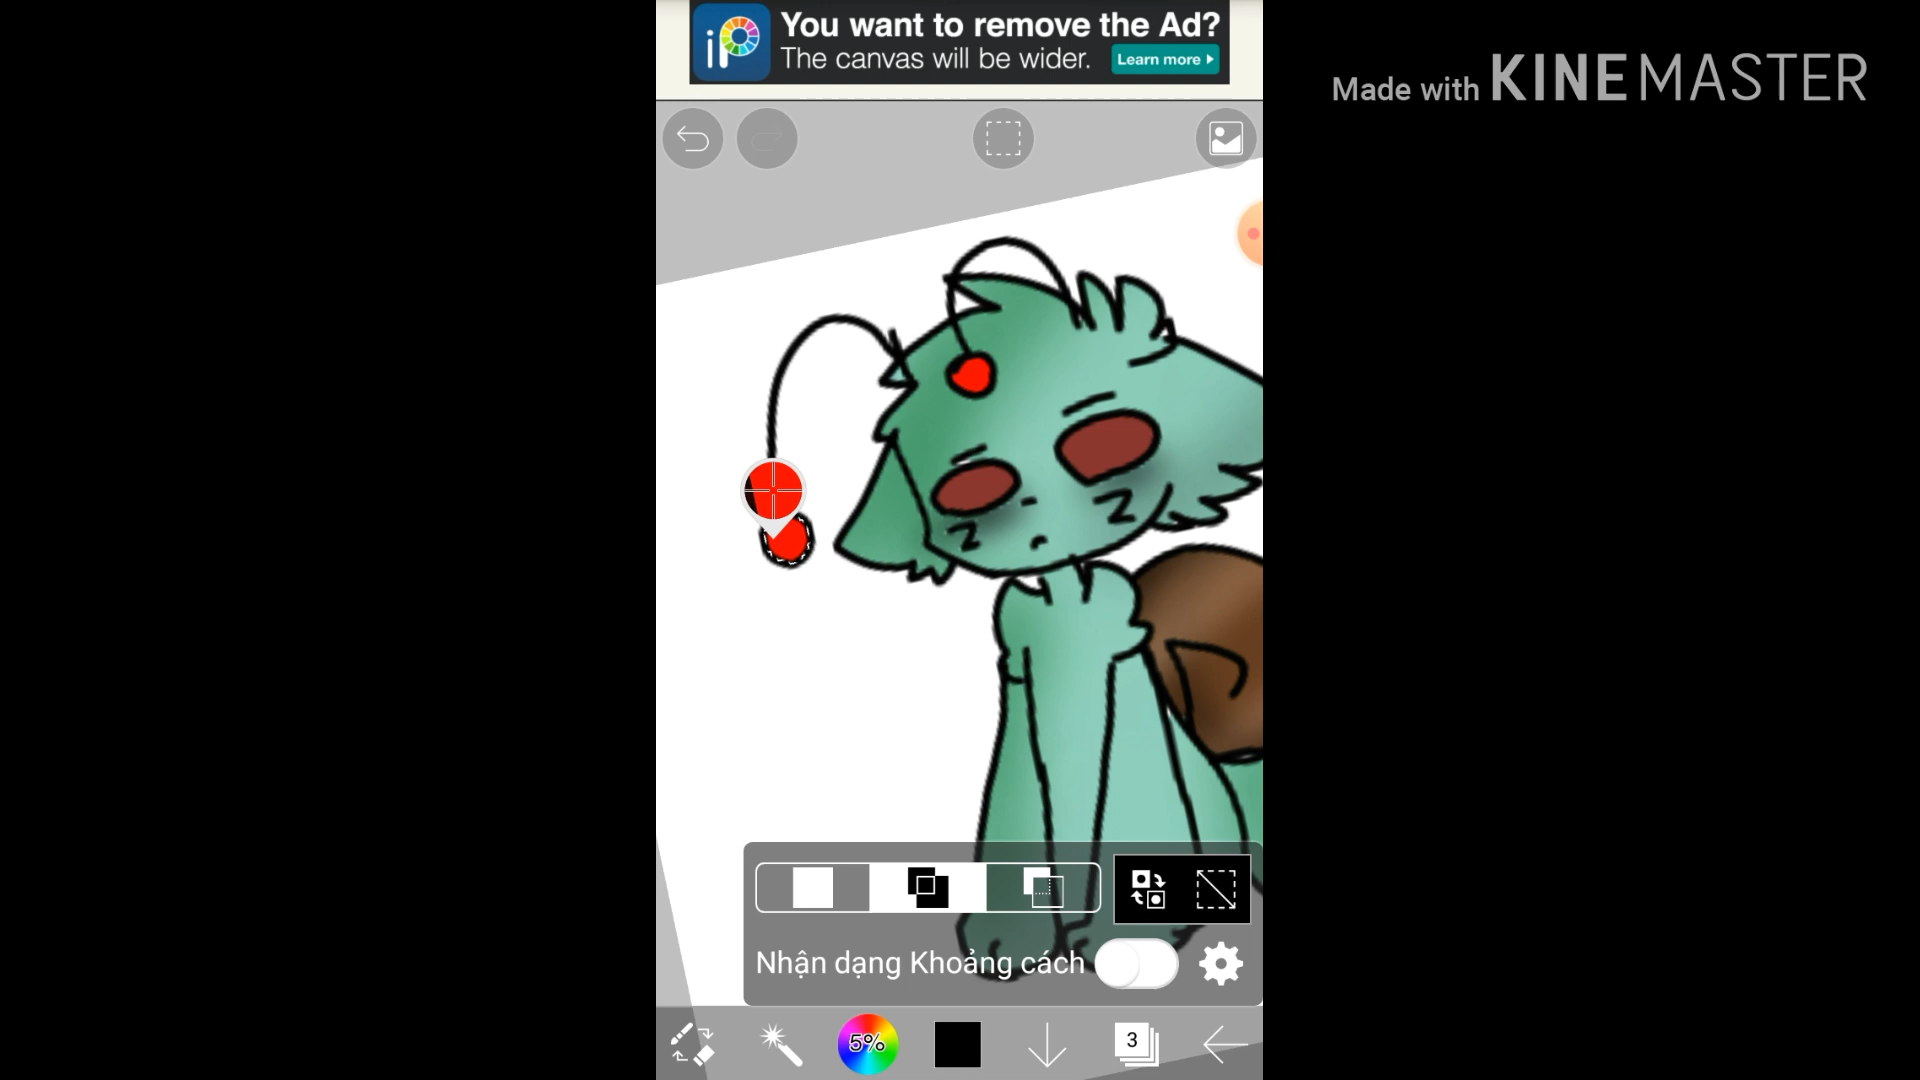 iP
You want to remove the Ad?
The canvas will be wider.
Learn more
Made with KINEMASTER
Z
Z
Nhận dạng Khoảng cách
5%
3